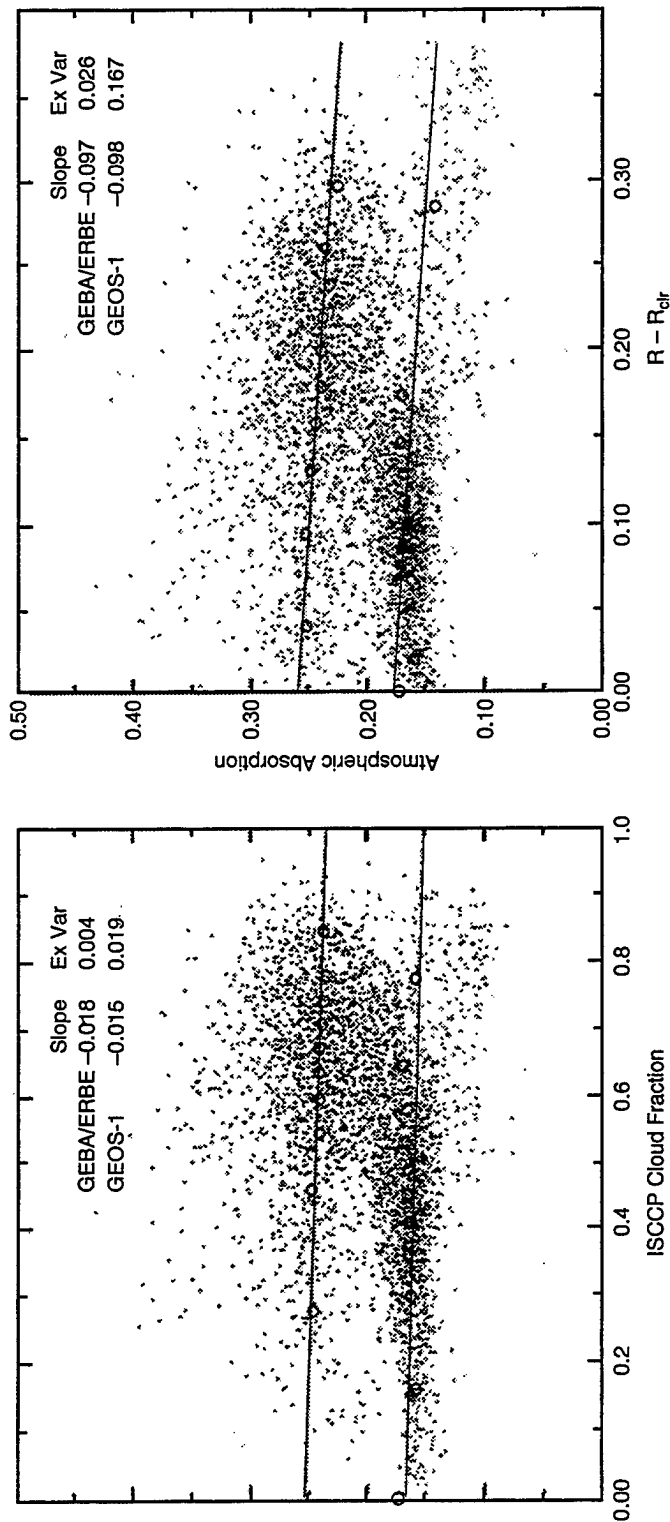 Slope Ex Var
GEBA/ERBE −0.018 0.004
GEOS-1 −0.015 0.019
0.00 0.2 0.4 0.6 0.8 1.0
ISCCP Cloud Fraction
Slope Ex Var
GEBA/ERBE −0.097 0.026
GEOS-1 −0.098 0.167
0.50
0.40
0.30
0.20
0.10
0.00
Atmospheric Absorption
0.00 0.10 0.20 0.30
R − Rclr